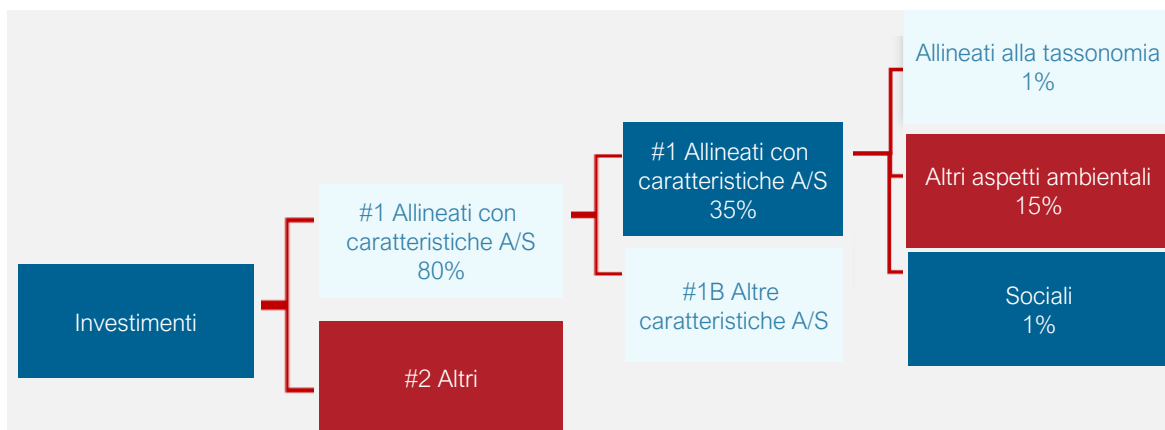 Investimenti
#1 Allineati con
caratteristiche A/S
80%
#2 Altri
#1 Allineati con
caratteristiche A/S
35%
#1B Altre
caratteristiche A/S
Allineati alla tassonomia
1%
Altri aspetti ambientali
15%
Sociali
1%